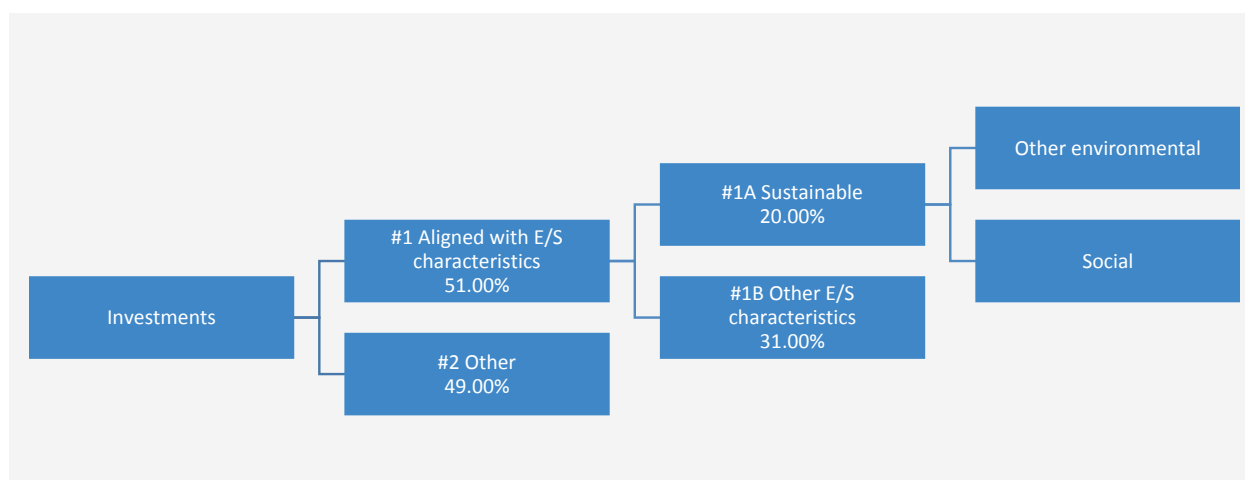 Investments
#1 Aligned with E/S
characteristics
51.00%
#2 Other
49.00%
#1A Sustainable
20.00%
#1B Other E/S
characteristics
31.00%
Other environmental
Social